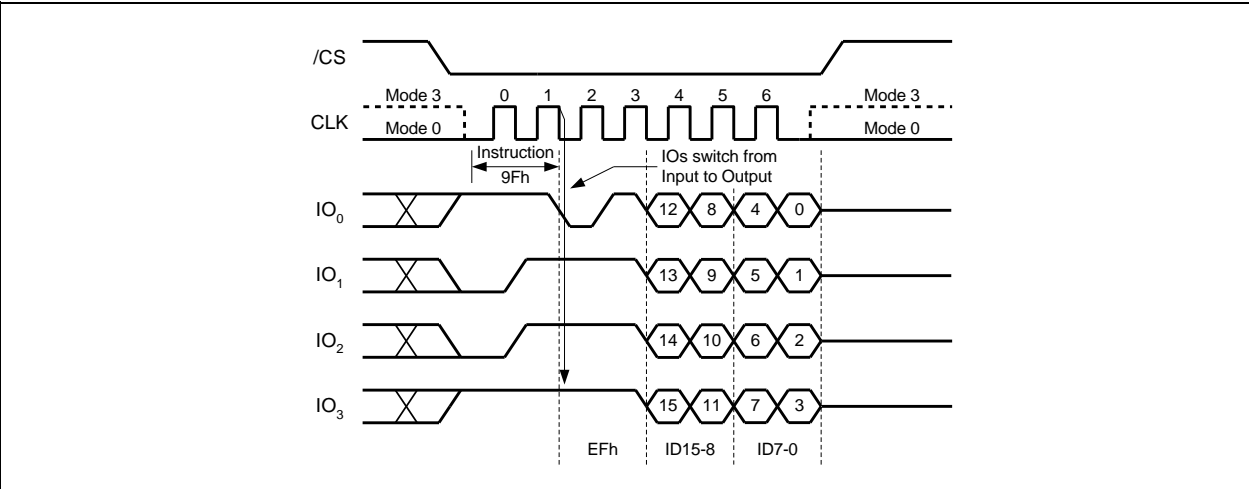 /CS
Mode 3 0 1 2 3 4 5 6 Mode 3
CLK Mode 0 Mode 0
Instruction
9Fh
IOs switch from
Input to Output
IO0 12 8 4 0
IO1 13 9 5 1
IO2 14 10 6 2
IO3 15 11 7 3
EFh ID15-8 ID7-0